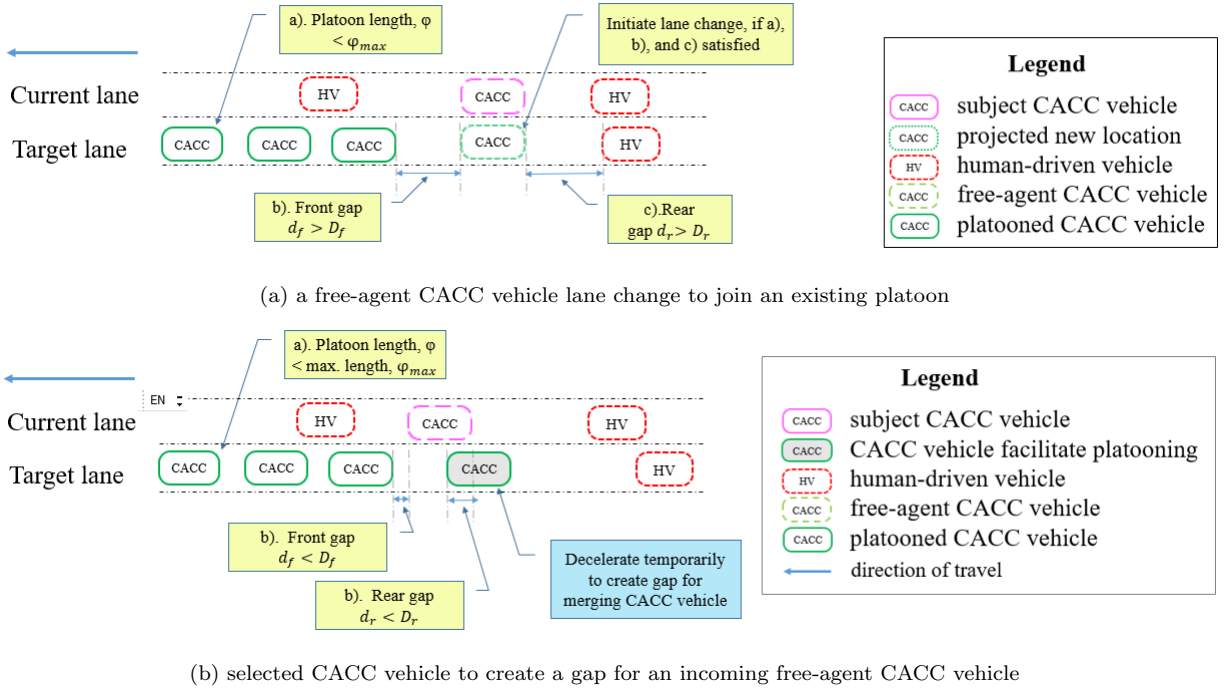 a). Platoon length, φ
< φmax
Initiate lane change, if a),
b), and c) satisfied
Current lane
HV
CACC
HV
Target lane
CACC
CACC
CACC
CACC
HV
b). Front gap
df > Df
c).Rear
gap dr> Dr
Legend
CACC subject CACC vehicle
CACC projected new location
HV human-driven vehicle
CACC free-agent CACC vehicle
CACC platooned CACC vehicle
(a) a free-agent CACC vehicle lane change to join an existing platoon
a). Platoon length, φ
< max. length, φmax
EN
Current lane
HV
CACC
HV
Target lane
CACC
CACC
CACC
CACC
HV
b). Front gap
df < Df
b). Rear gap
dr < Dr
Decelerate temporarily
to create gap for
merging CACC vehicle
Legend
CACC subject CACC vehicle
CACC CACC vehicle facilitate platooning
HV human-driven vehicle
CACC free-agent CACC vehicle
CACC platooned CACC vehicle
direction of travel
(b) selected CACC vehicle to create a gap for an incoming free-agent CACC vehicle